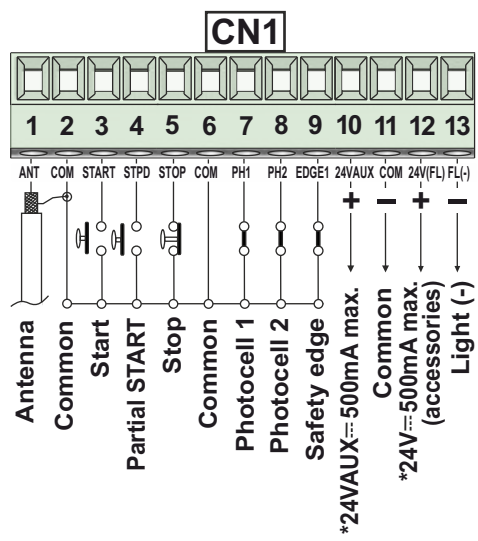 CN1
1 2 3 4 5 6 7 8 9 10 11 12 13
ANT COM START STPD STOP COM PH1 PH2 EDGE1 24VAUX COM 24V(FL) FL(-)
+ − + −
Antenna
Common
Start
Partial START
Stop
Common
Photocell 1
Photocell 2
Safety edge
*24VAUX⎓500mA max.
Common
*24V⎓500mA max.
(accessories)
Light (-)